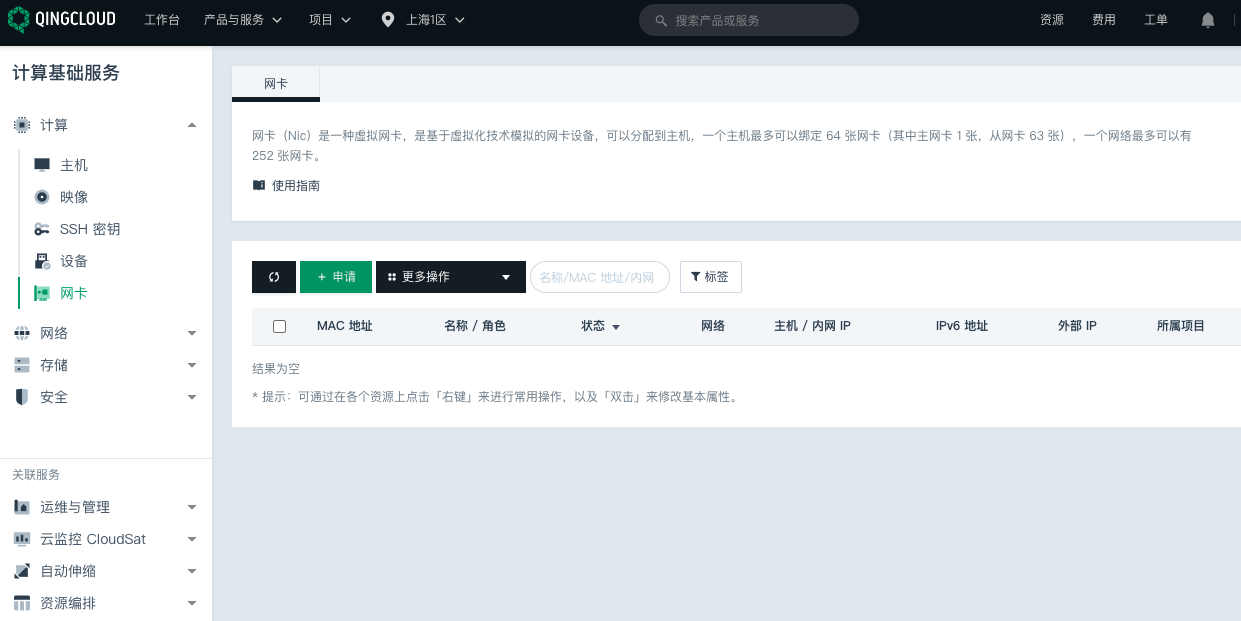 QINGCLOUD 工作台 产品与服务 项目 上海1区 搜索产品或服务 资源 费用 工单
计算基础服务
计算
主机
映像
SSH 密钥
设备
网卡
网络
存储
安全
关联服务
运维与管理
云监控 CloudSat
自动伸缩
资源编排
网卡
网卡（Nic）是一种虚拟网卡，是基于虚拟化技术模拟的网卡设备，可以分配到主机，一个主机最多可以绑定 64 张网卡（其中主网卡 1 张，从网卡 63 张），一个网络最多可以有
252 张网卡。
使用指南
+ 申请 更多操作 名称/MAC 地址/内网 标签
MAC 地址 名称 / 角色 状态 网络 主机 / 内网 IP IPv6 地址 外部 IP 所属项目
结果为空
* 提示：可通过在各个资源上点击「右键」来进行常用操作，以及「双击」来修改基本属性。